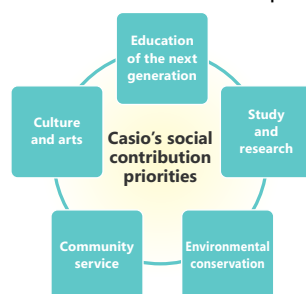 Education
of the next
generation
Culture
and arts
Study
and
research
Casio's social
contribution
priorities
Community
service
Environmental
conservation